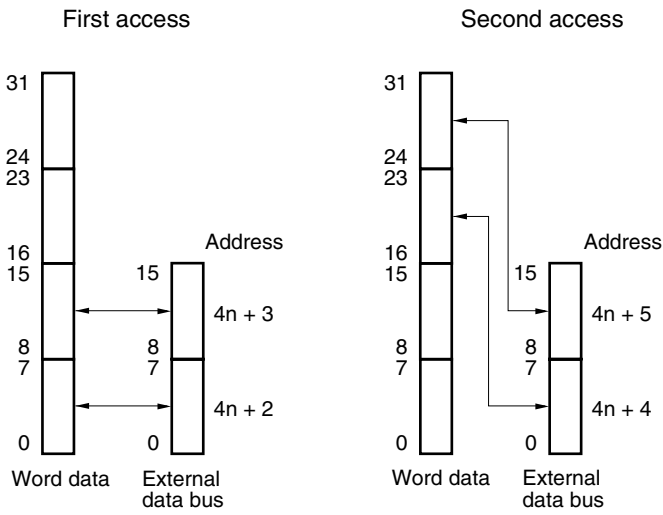 First access
31
24
23
16
15
8
7
0
Address
15
4n + 3
8
7
4n + 2
0
Word data
External
data bus
Second access
31
24
23
16
15
8
7
0
Address
15
4n + 5
8
7
4n + 4
0
Word data
External
data bus